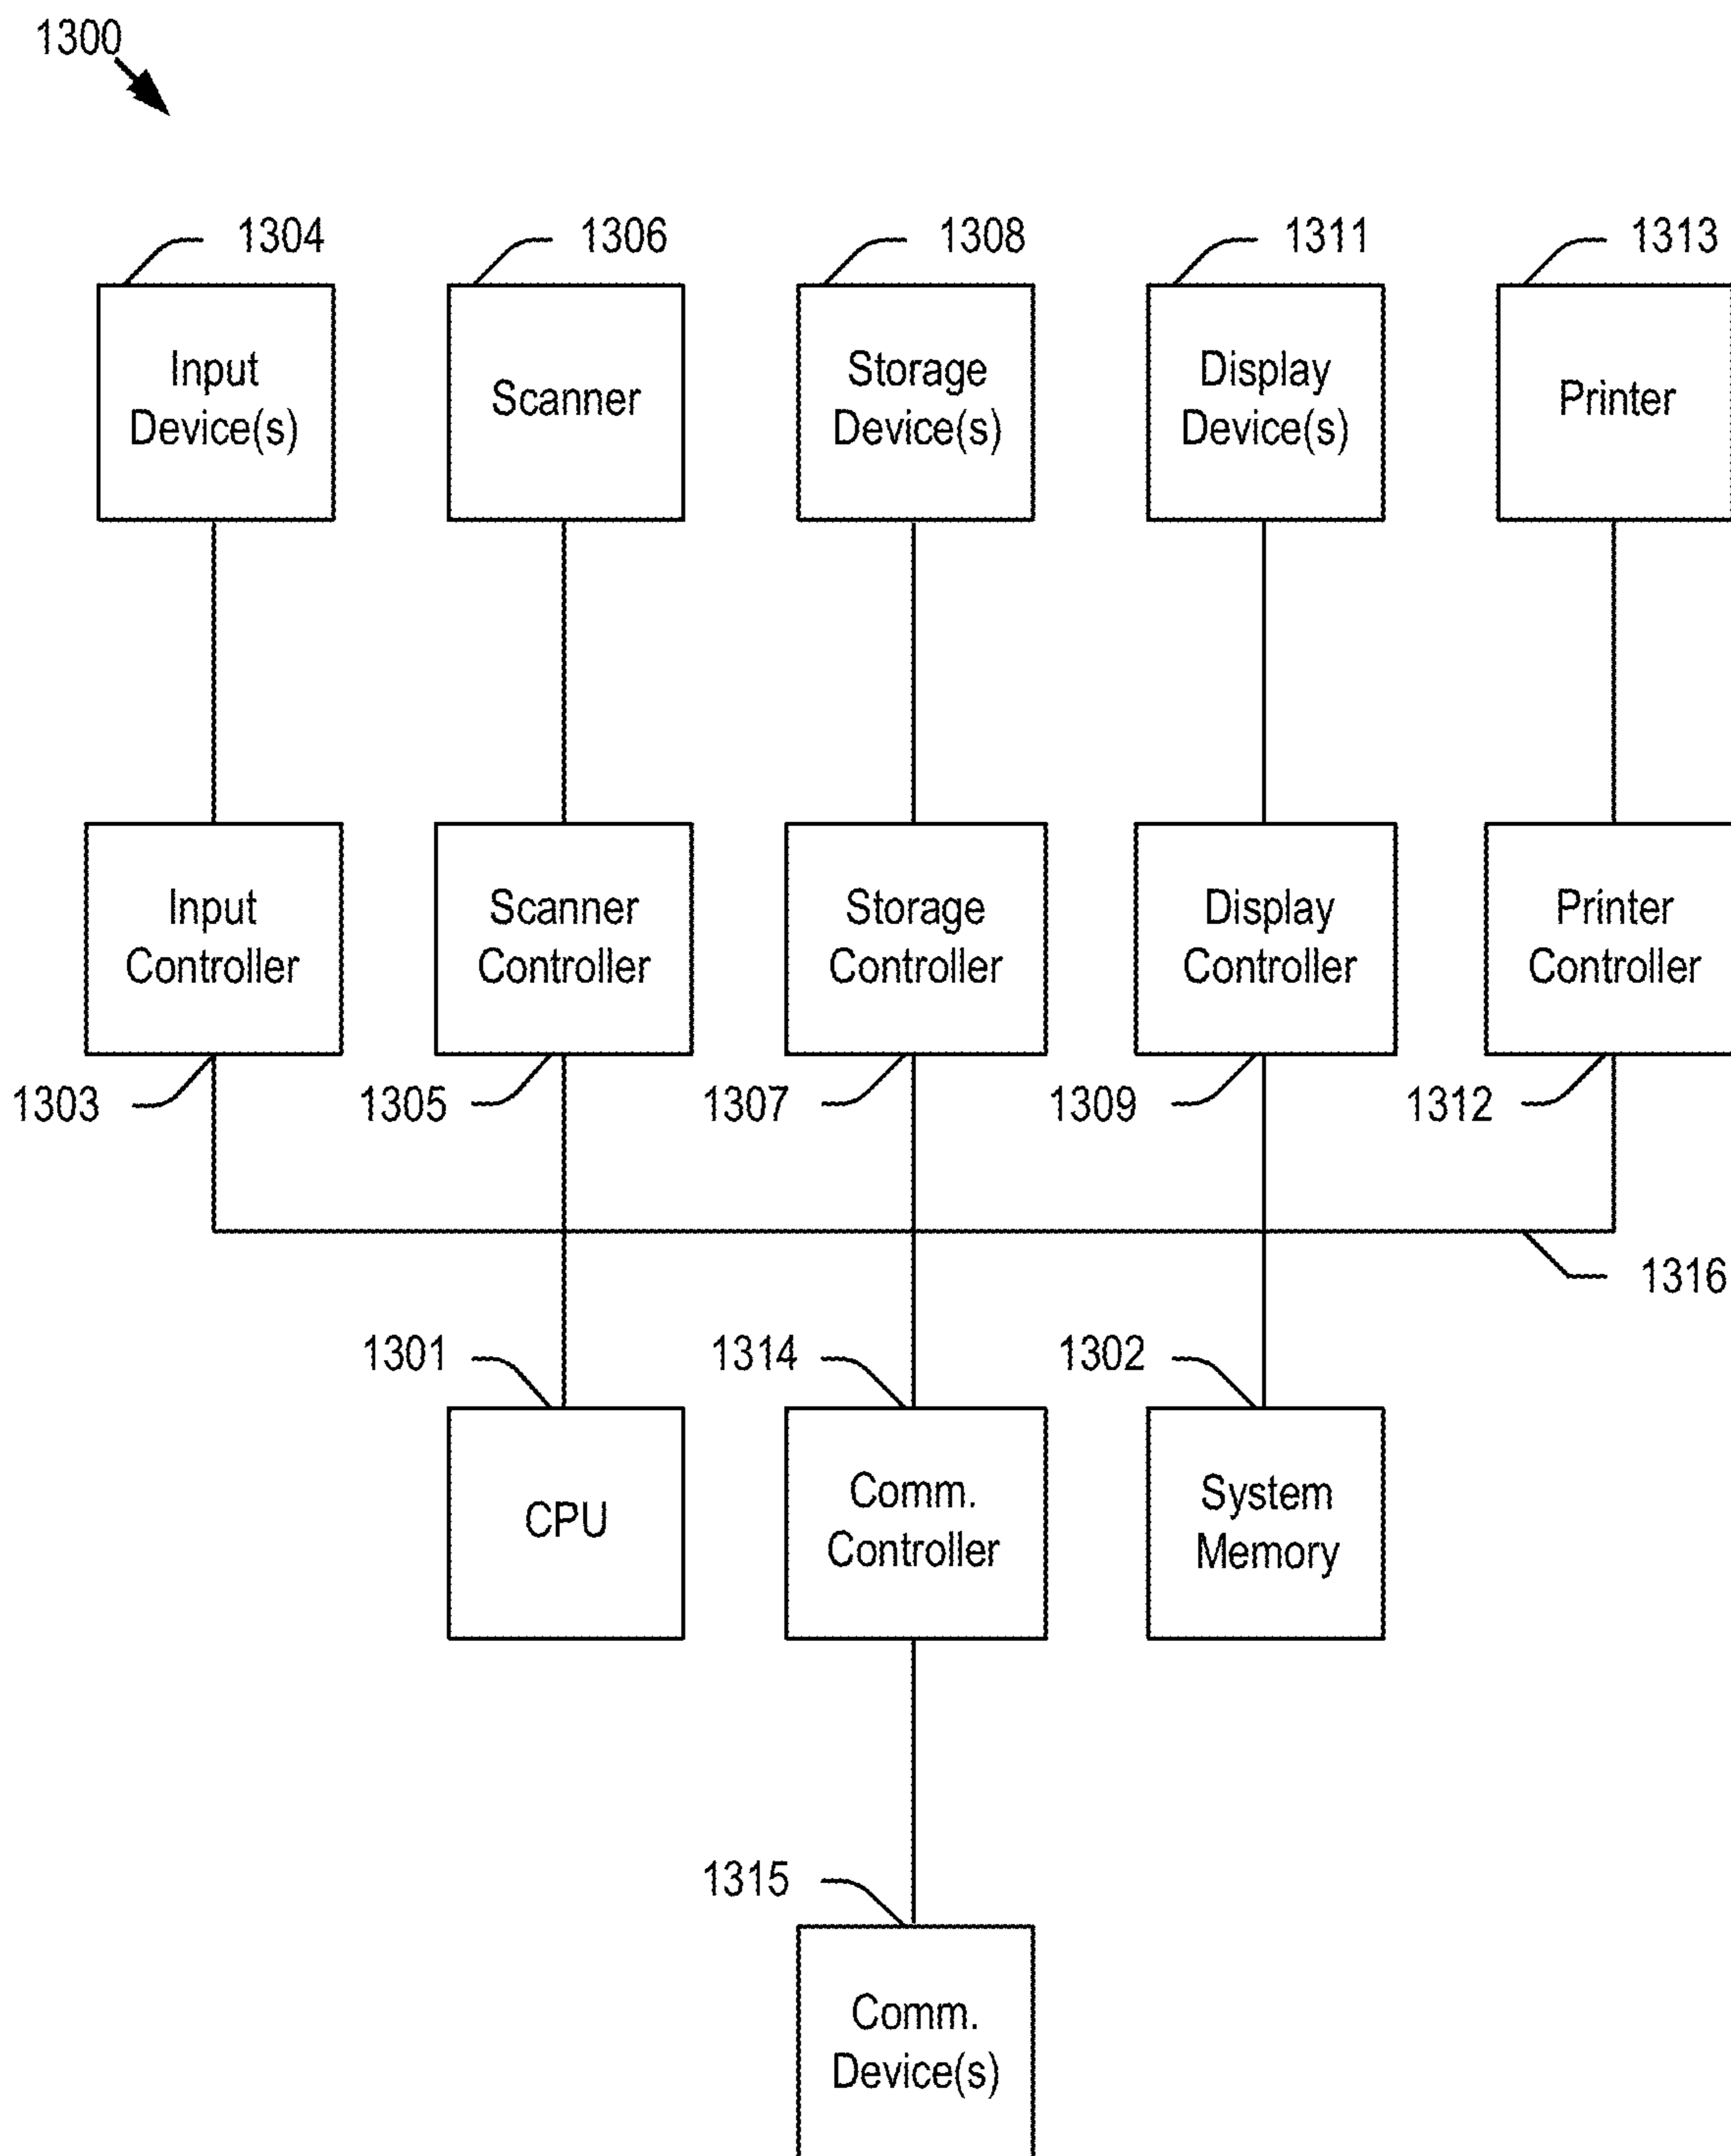 1300
1304
1306
1308
1311
1313
Input
Device(s)
Scanner
Storage
Device(s)
Display
Device(s)
Printer
Input
Controller
Scanner
Controller
Storage
Controller
Display
Controller
Printer
Controller
1303
1305
1307
1309
1312
1316
1301
1314
1302
CPU
Comm.
Controller
System
Memory
1315
Comm.
Device(s)